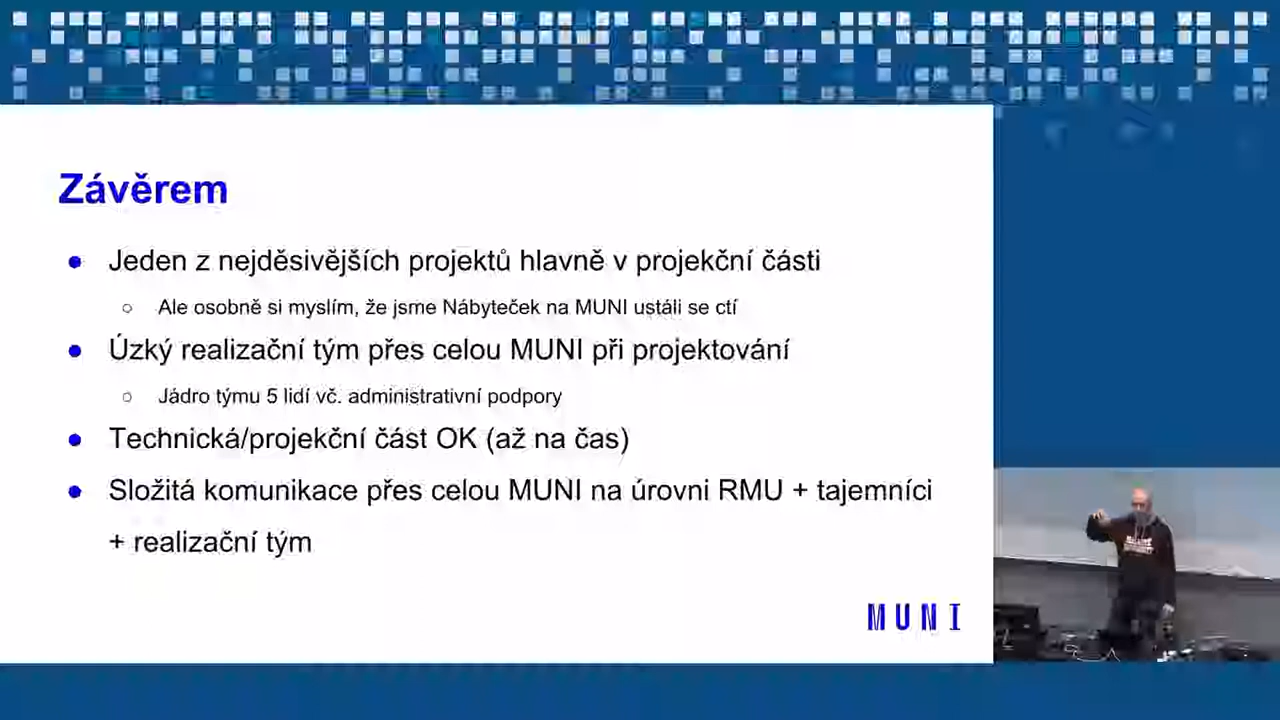 Závěrem
● Jeden z nejděsivějších projektů hlavně v projekční části
○ Ale osobně si myslím, že jsme Nábyteček na MUNI ustáli se ctí
● Úzký realizační tým přes celou MUNI při projektování
○ Jádro týmu 5 lidí vč. administrativní podpory
● Technická/projekční část OK (až na čas)
● Složitá komunikace přes celou MUNI na úrovni RMU + tajemníci
+ realizační tým
MUNI